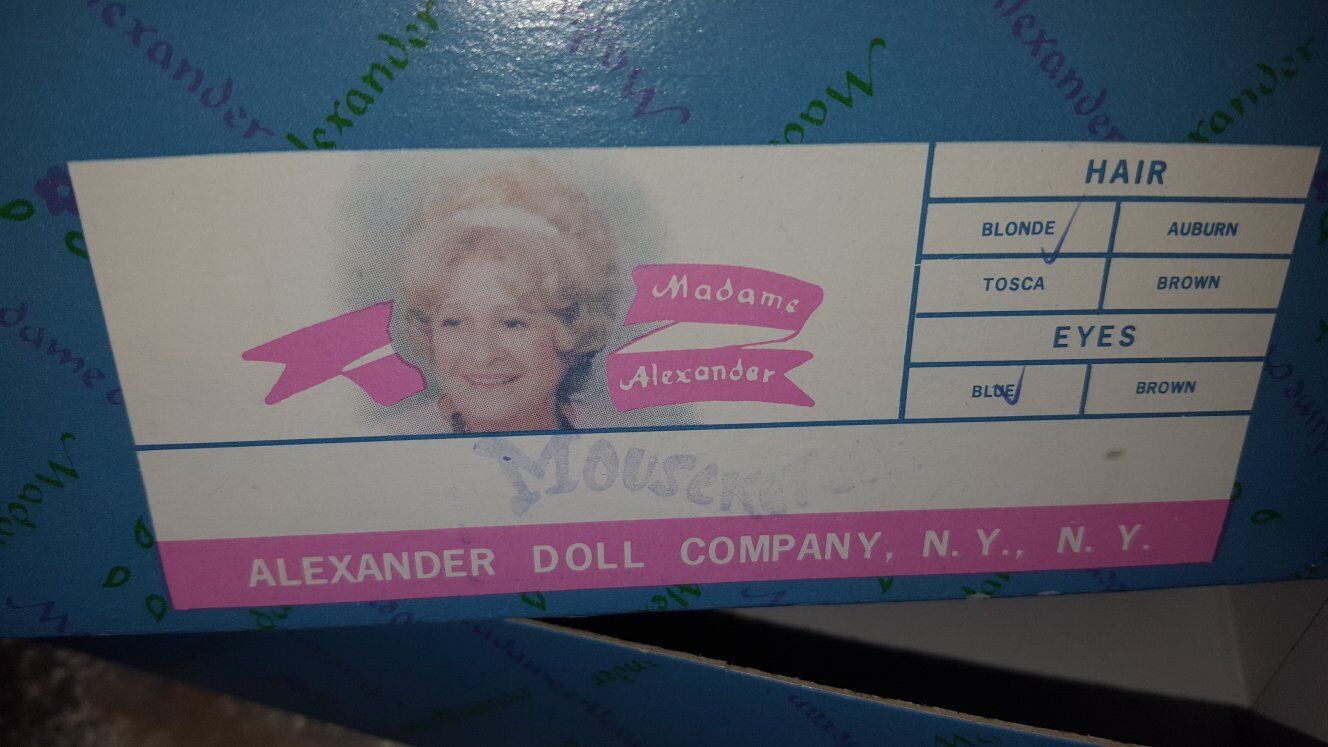 Madame
Alexander
HAIR
BLONDE AUBURN
TOSCA BROWN
EYES
BLUE BROWN
ALEXANDER DOLL COMPANY, N. Y., N. Y.